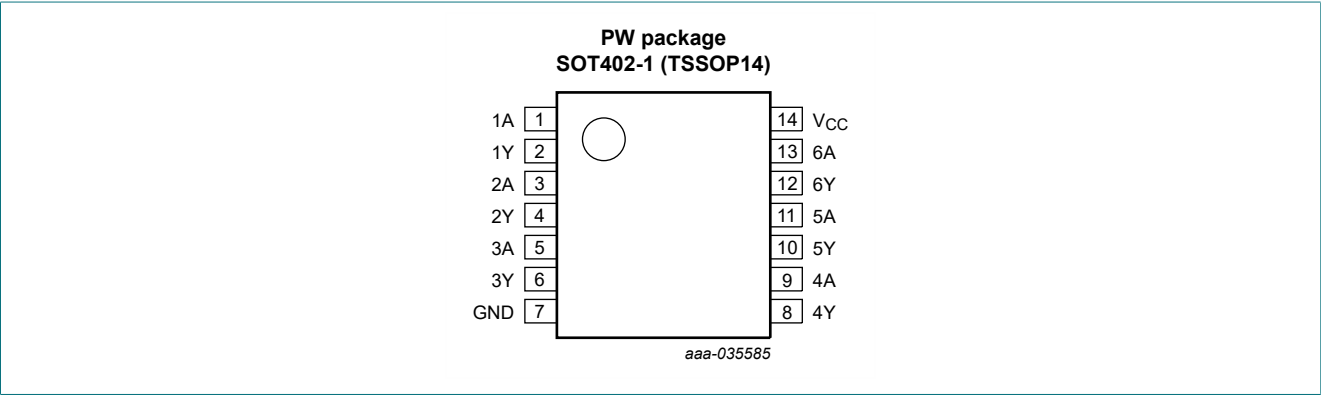 PW package
SOT402-1 (TSSOP14)
1A 1 14 VCC
1Y 2 13 6A
2A 3 12 6Y
2Y 4 11 5A
3A 5 10 5Y
3Y 6 9 4A
GND 7 8 4Y
aaa-035585